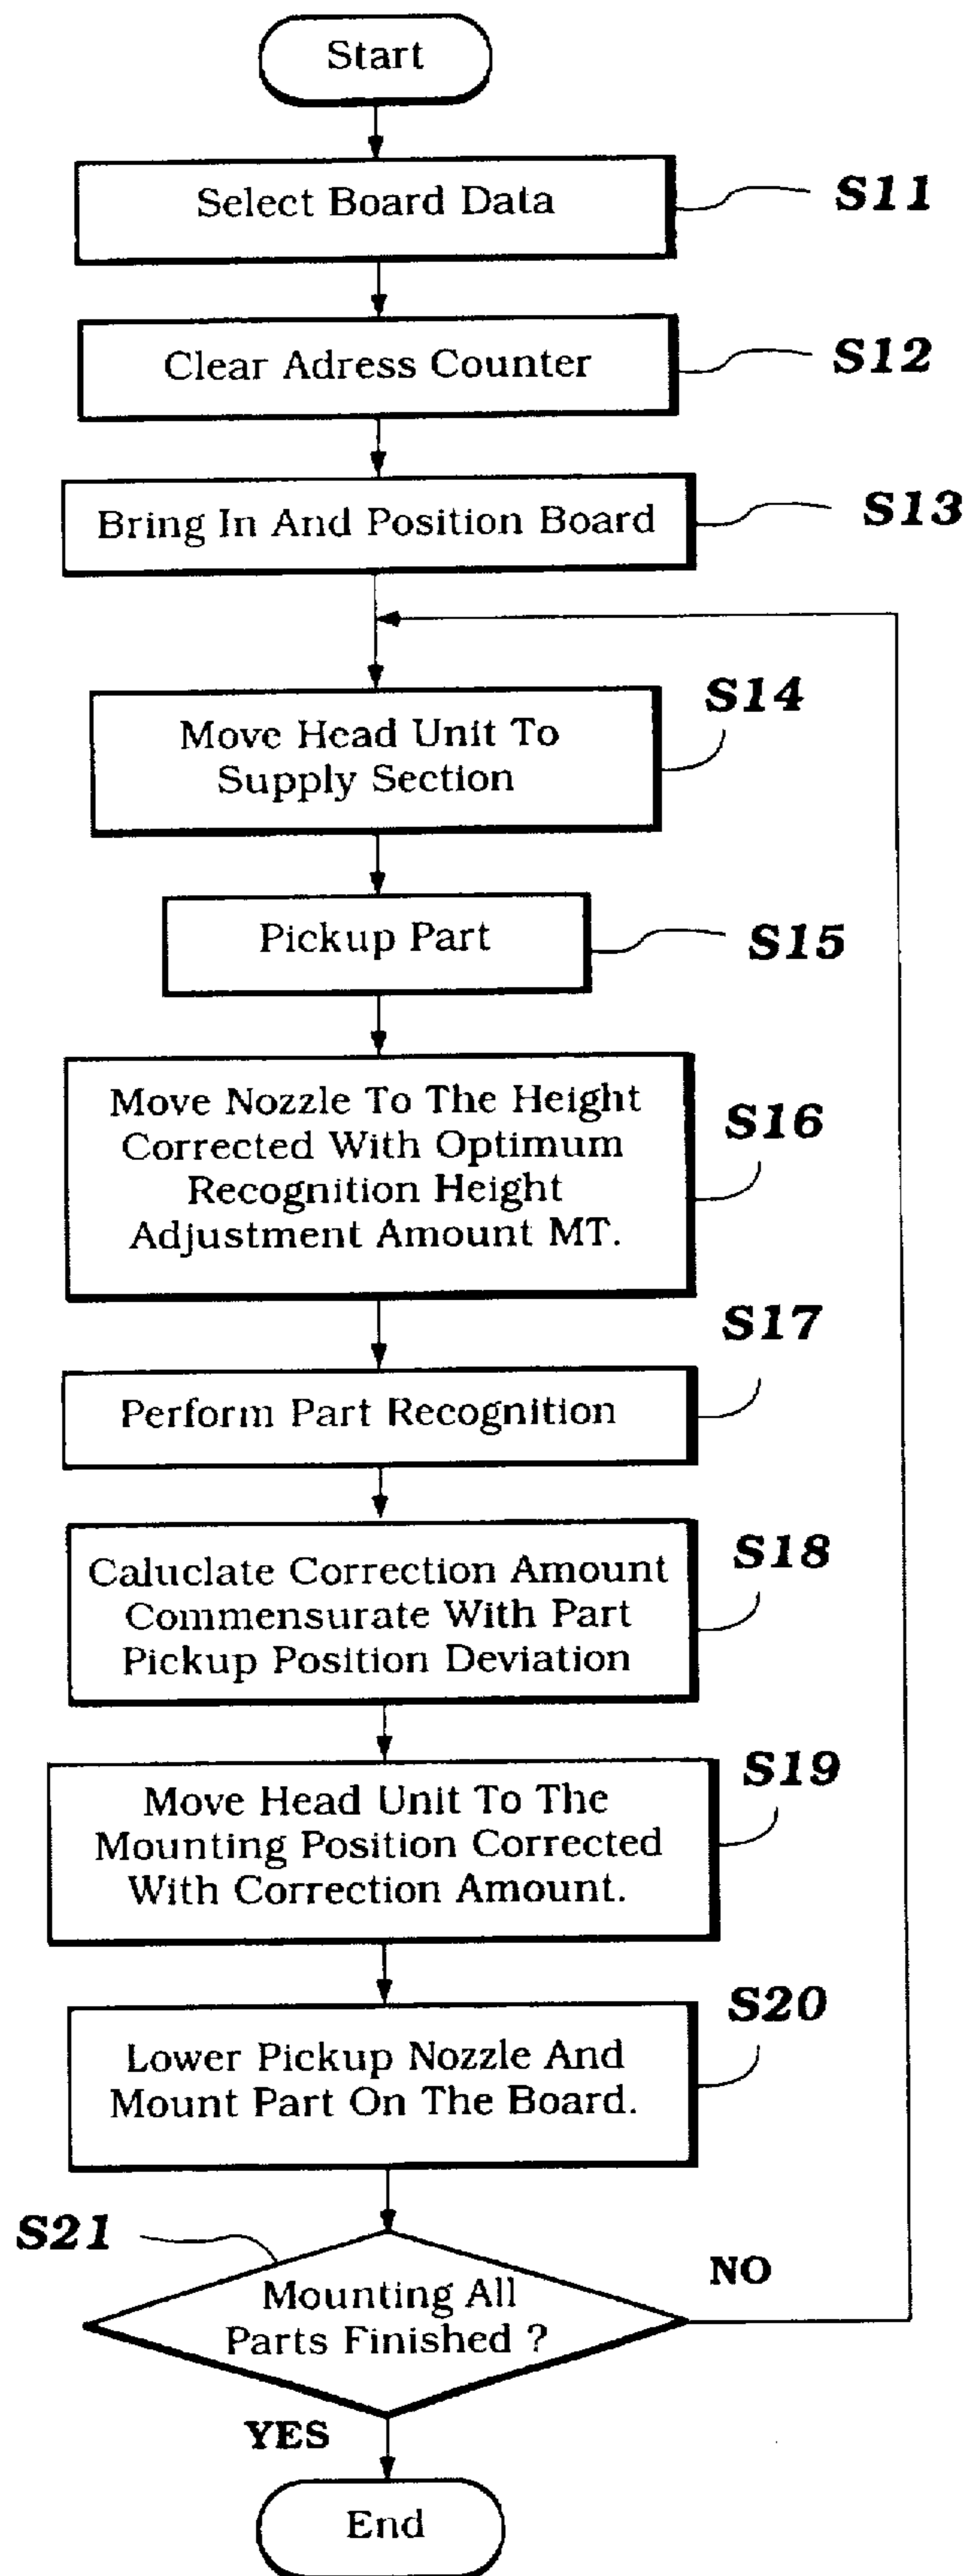 Start
Select Board Data
S11
Clear Adress Counter
S12
Bring In And Position Board
S13
S14
Move Head Unit To
Supply Section
Pickup Part
S15
Move Nozzle To The Height
Corrected With Optimum
Recognition Height
Adjustment Amount MT.
S16
S17
Perform Part Recognition
Caluclate Correction Amount
Commensurate With Part
Pickup Position Deviation
S18
Move Head Unit To The
Mounting Position Corrected
With Correction Amount.
S19
S20
Lower Pickup Nozzle And
Mount Part On The Board.
S21
Mounting All
Parts Finished ?
NO
YES
End